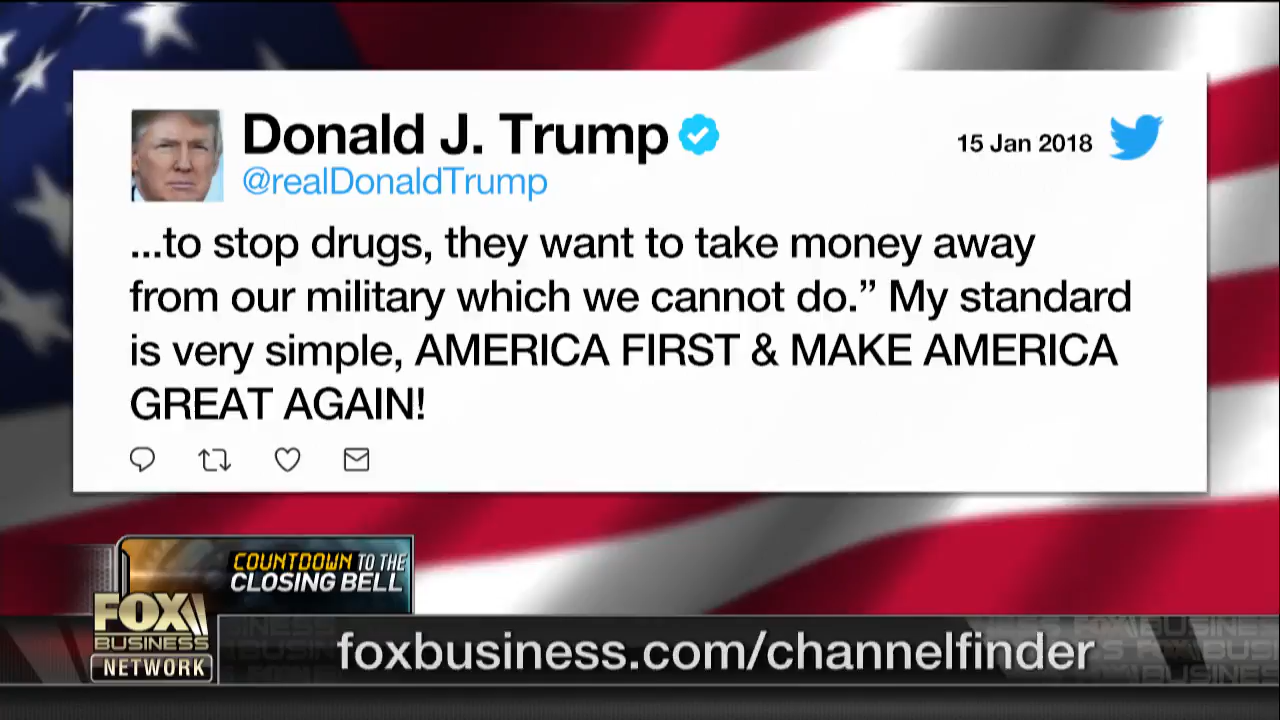 Donald J. Trump
@realDonaldTrump
15 Jan 2018
...to stop drugs, they want to take money away
from our military which we cannot do.” My standard
is very simple, AMERICA FIRST & MAKE AMERICA
GREAT AGAIN!
COUNTDOWN TO THE
CLOSING BELL
FOX
BUSINESS
NETWORK
foxbusiness.com/channelfinder